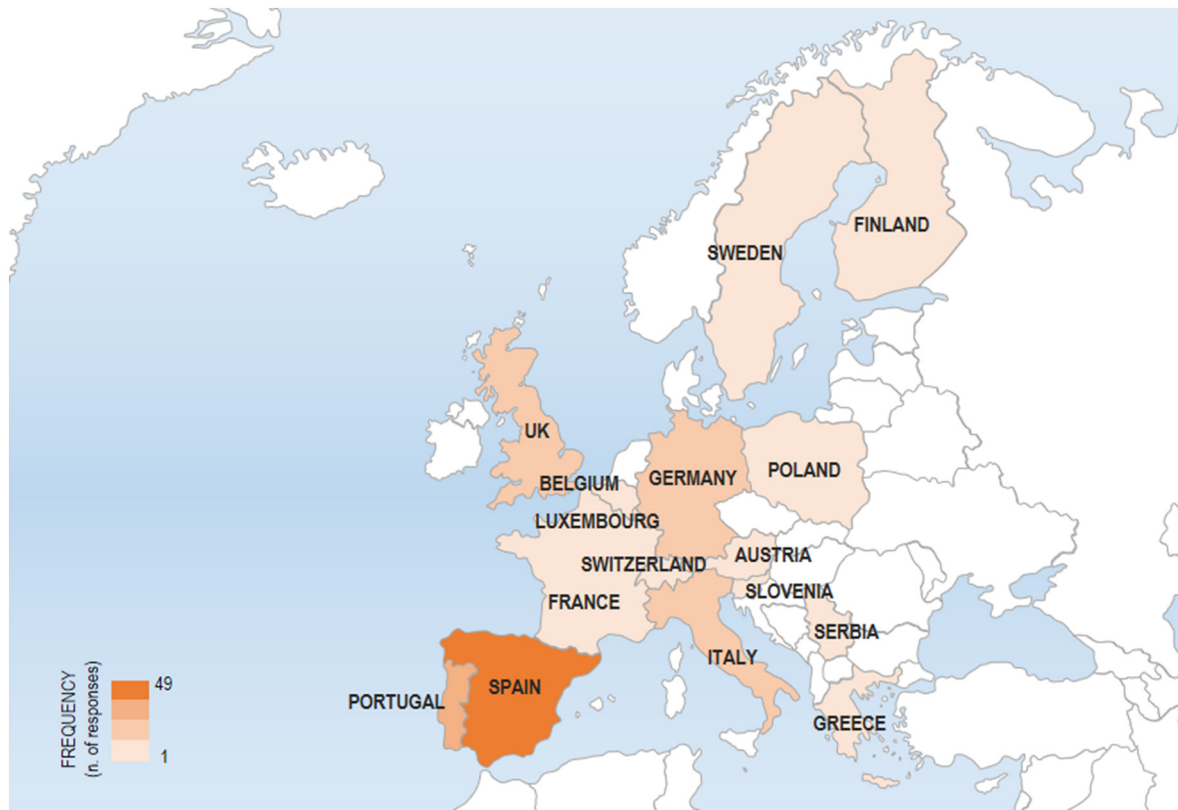 FINLAND
SWEDEN
UK
BELGIUM
GERMANY
POLAND
LUXEMBOURG
SWITZERLAND
AUSTRIA
SLOVENIA
FRANCE
SERBIA
ITALY
SPAIN
PORTUGAL
GREECE
FREQUENCY
(n. of responses)
49
1